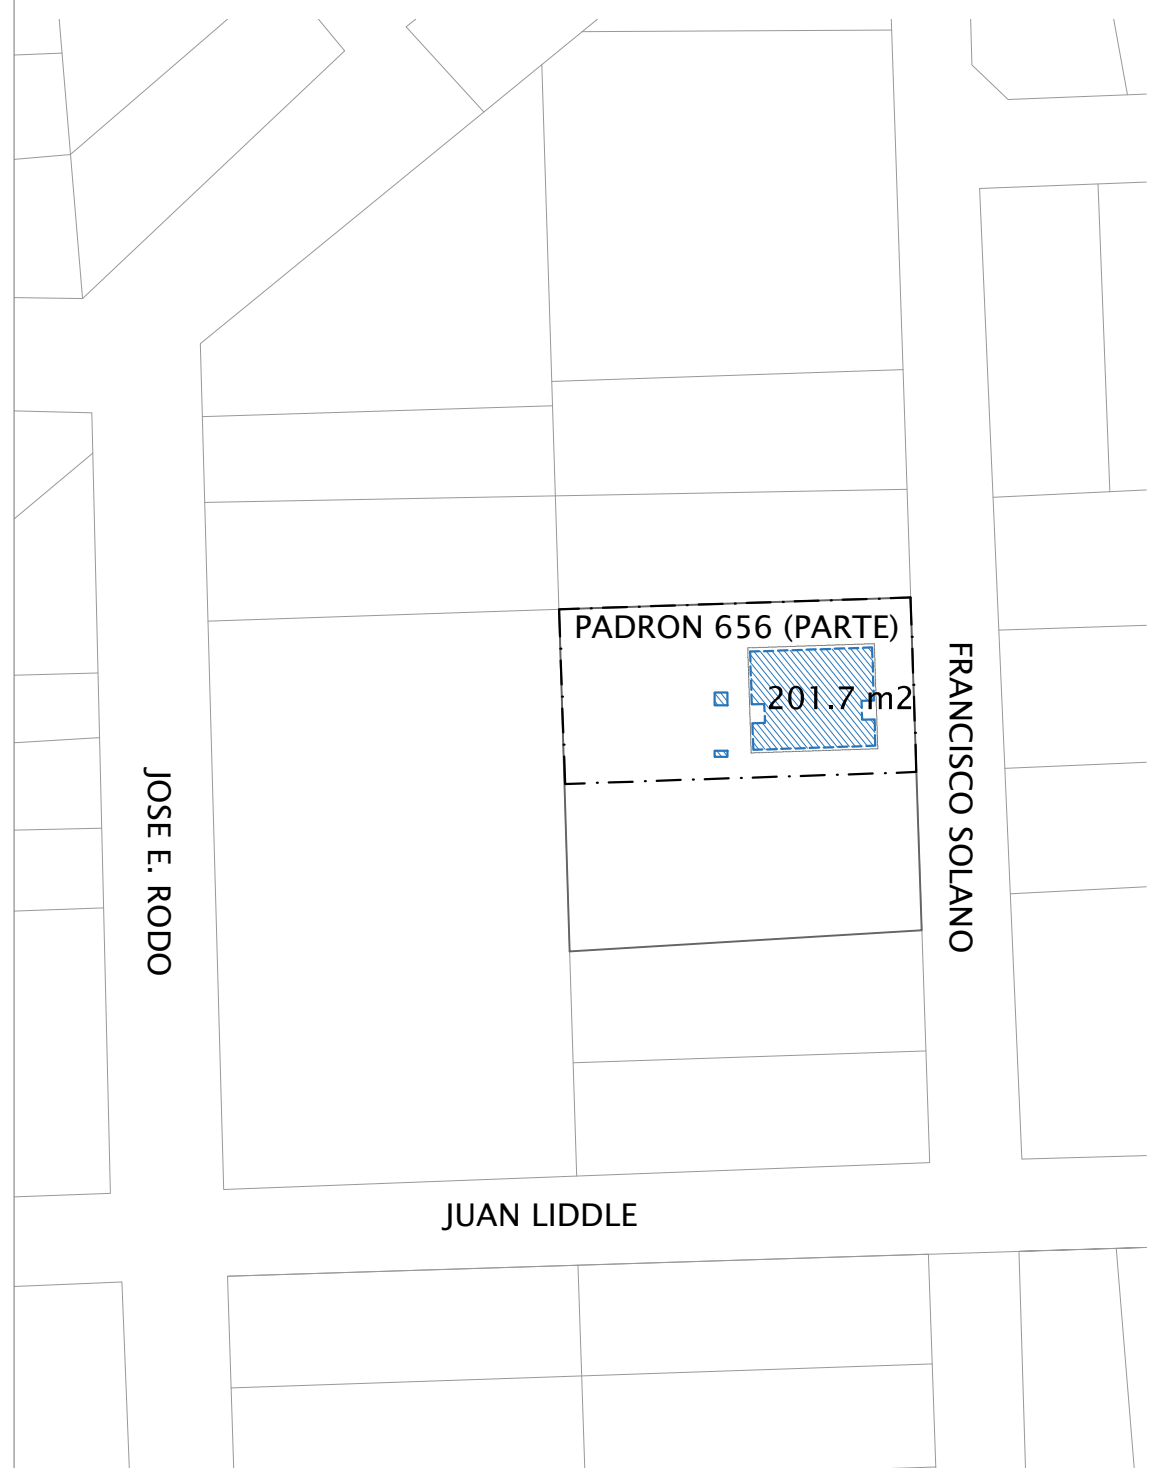 PADRON 656 (PARTE)
201.7 m2
FRANCISCO SOLANO
JOSE E. RODO
JUAN LIDDLE